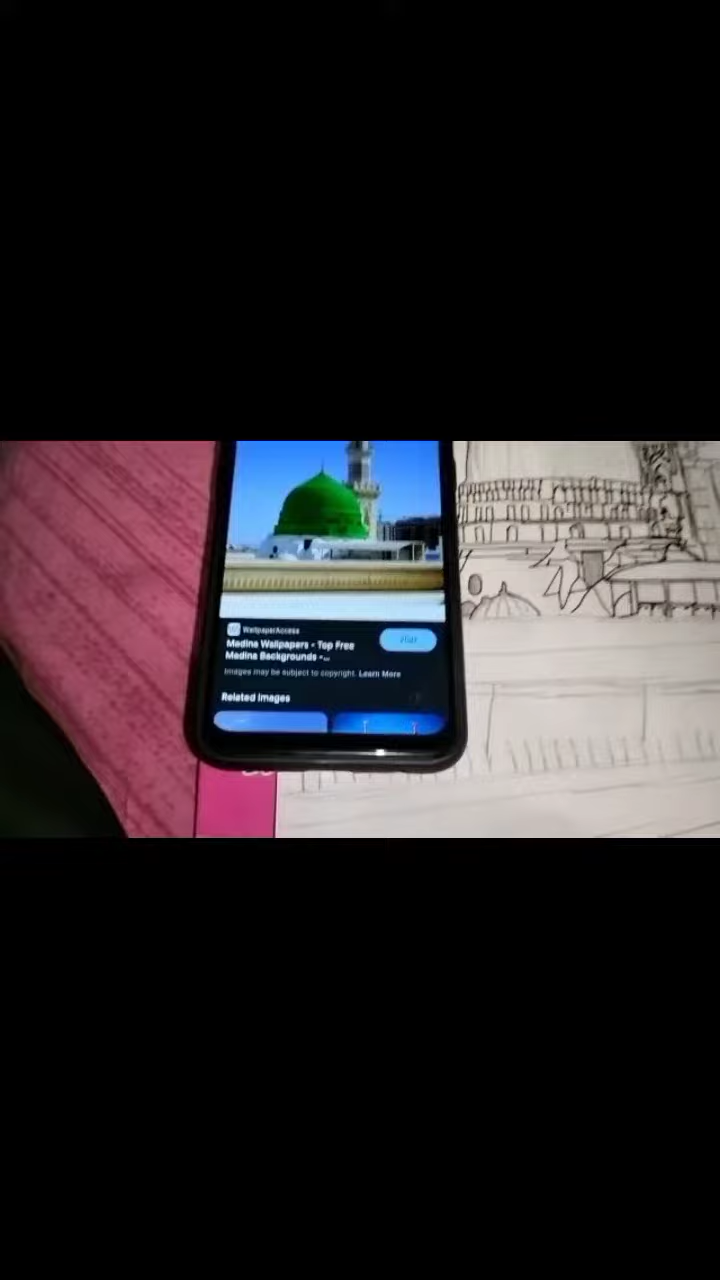 WallpaperAccess
Medina Wallpapers - Top Free
Medina Backgrounds -...
Visit
Images may be subject to copyright. Learn More
Related images